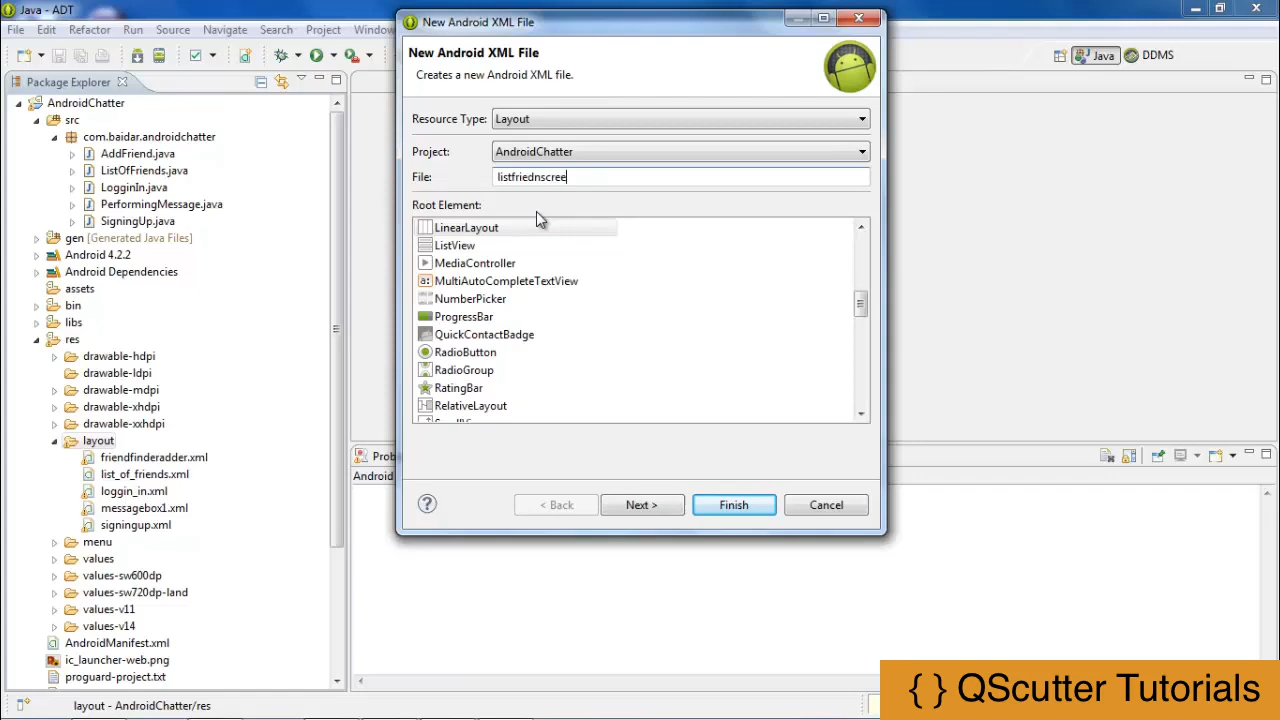 Java - ADT
File Edit Refactor Run Source Navigate Search Project Window
Java DDMS
Package Explorer
AndroidChatter
src
com.baidar.androidchatter
AddFriend.java
ListOfFriends.java
LogginIn.java
PerformingMessage.java
SigningUp.java
gen [Generated Java Files]
Android 4.2.2
Android Dependencies
assets
bin
libs
res
drawable-hdpi
drawable-ldpi
drawable-mdpi
drawable-xhdpi
drawable-xxhdpi
layout
friendfinderadder.xml
list_of_friends.xml
loggin_in.xml
messagebox1.xml
signingup.xml
menu
values
values-sw600dp
values-sw720dp-land
values-v11
values-v14
AndroidManifest.xml
ic_launcher-web.png
proguard-project.txt
layout - AndroidChatter/res
New Android XML File
New Android XML File
Creates a new Android XML file.
Resource Type: Layout
Project: AndroidChatter
File: listfriednscree
Root Element:
LinearLayout
ListView
MediaController
MultiAutoCompleteTextView
NumberPicker
ProgressBar
QuickContactBadge
RadioButton
RadioGroup
RatingBar
RelativeLayout
< Back Next > Finish Cancel
Prob
Android
{ } QScutter Tutorials